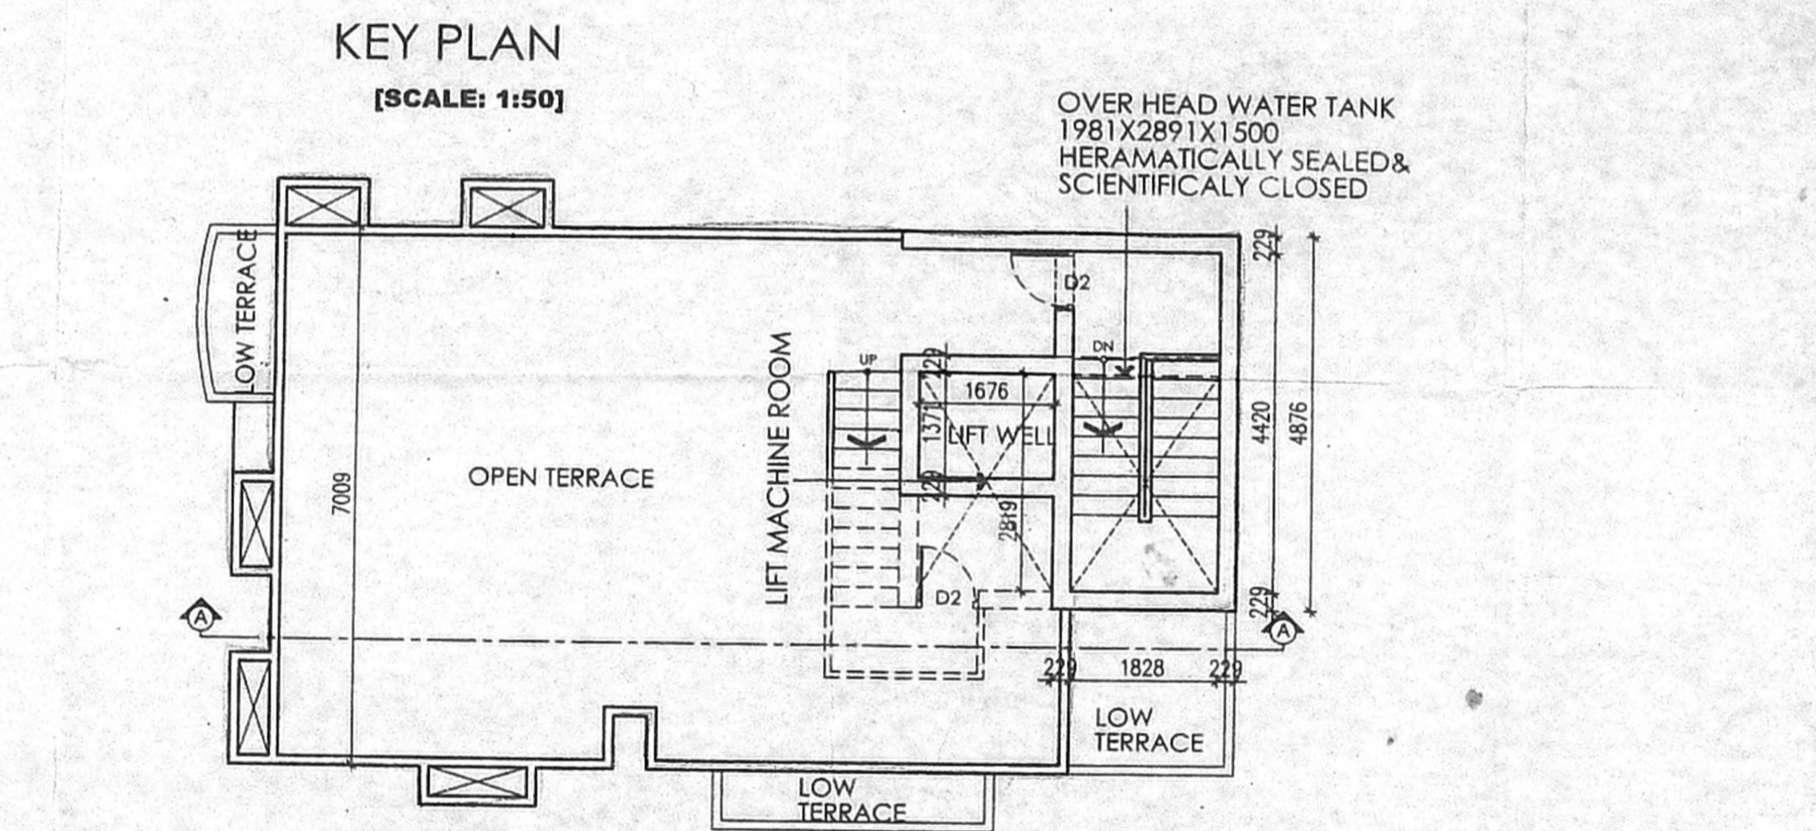 KEY PLAN
[SCALE: 1:50]
OVER HEAD WATER TANK
1981X2891X1500
HERAMATICALLY SEALED&
SCIENTIFICALY CLOSED
LOW TERRACE
229
D2
UP
DN
229
1676
1371
LIFT WELL
4420
4876
OPEN TERRACE
LIFT MACHINE ROOM
7009
229
2819
D2
229
A
A
229
1828
229
LOW
TERRACE
LOW
TERRACE